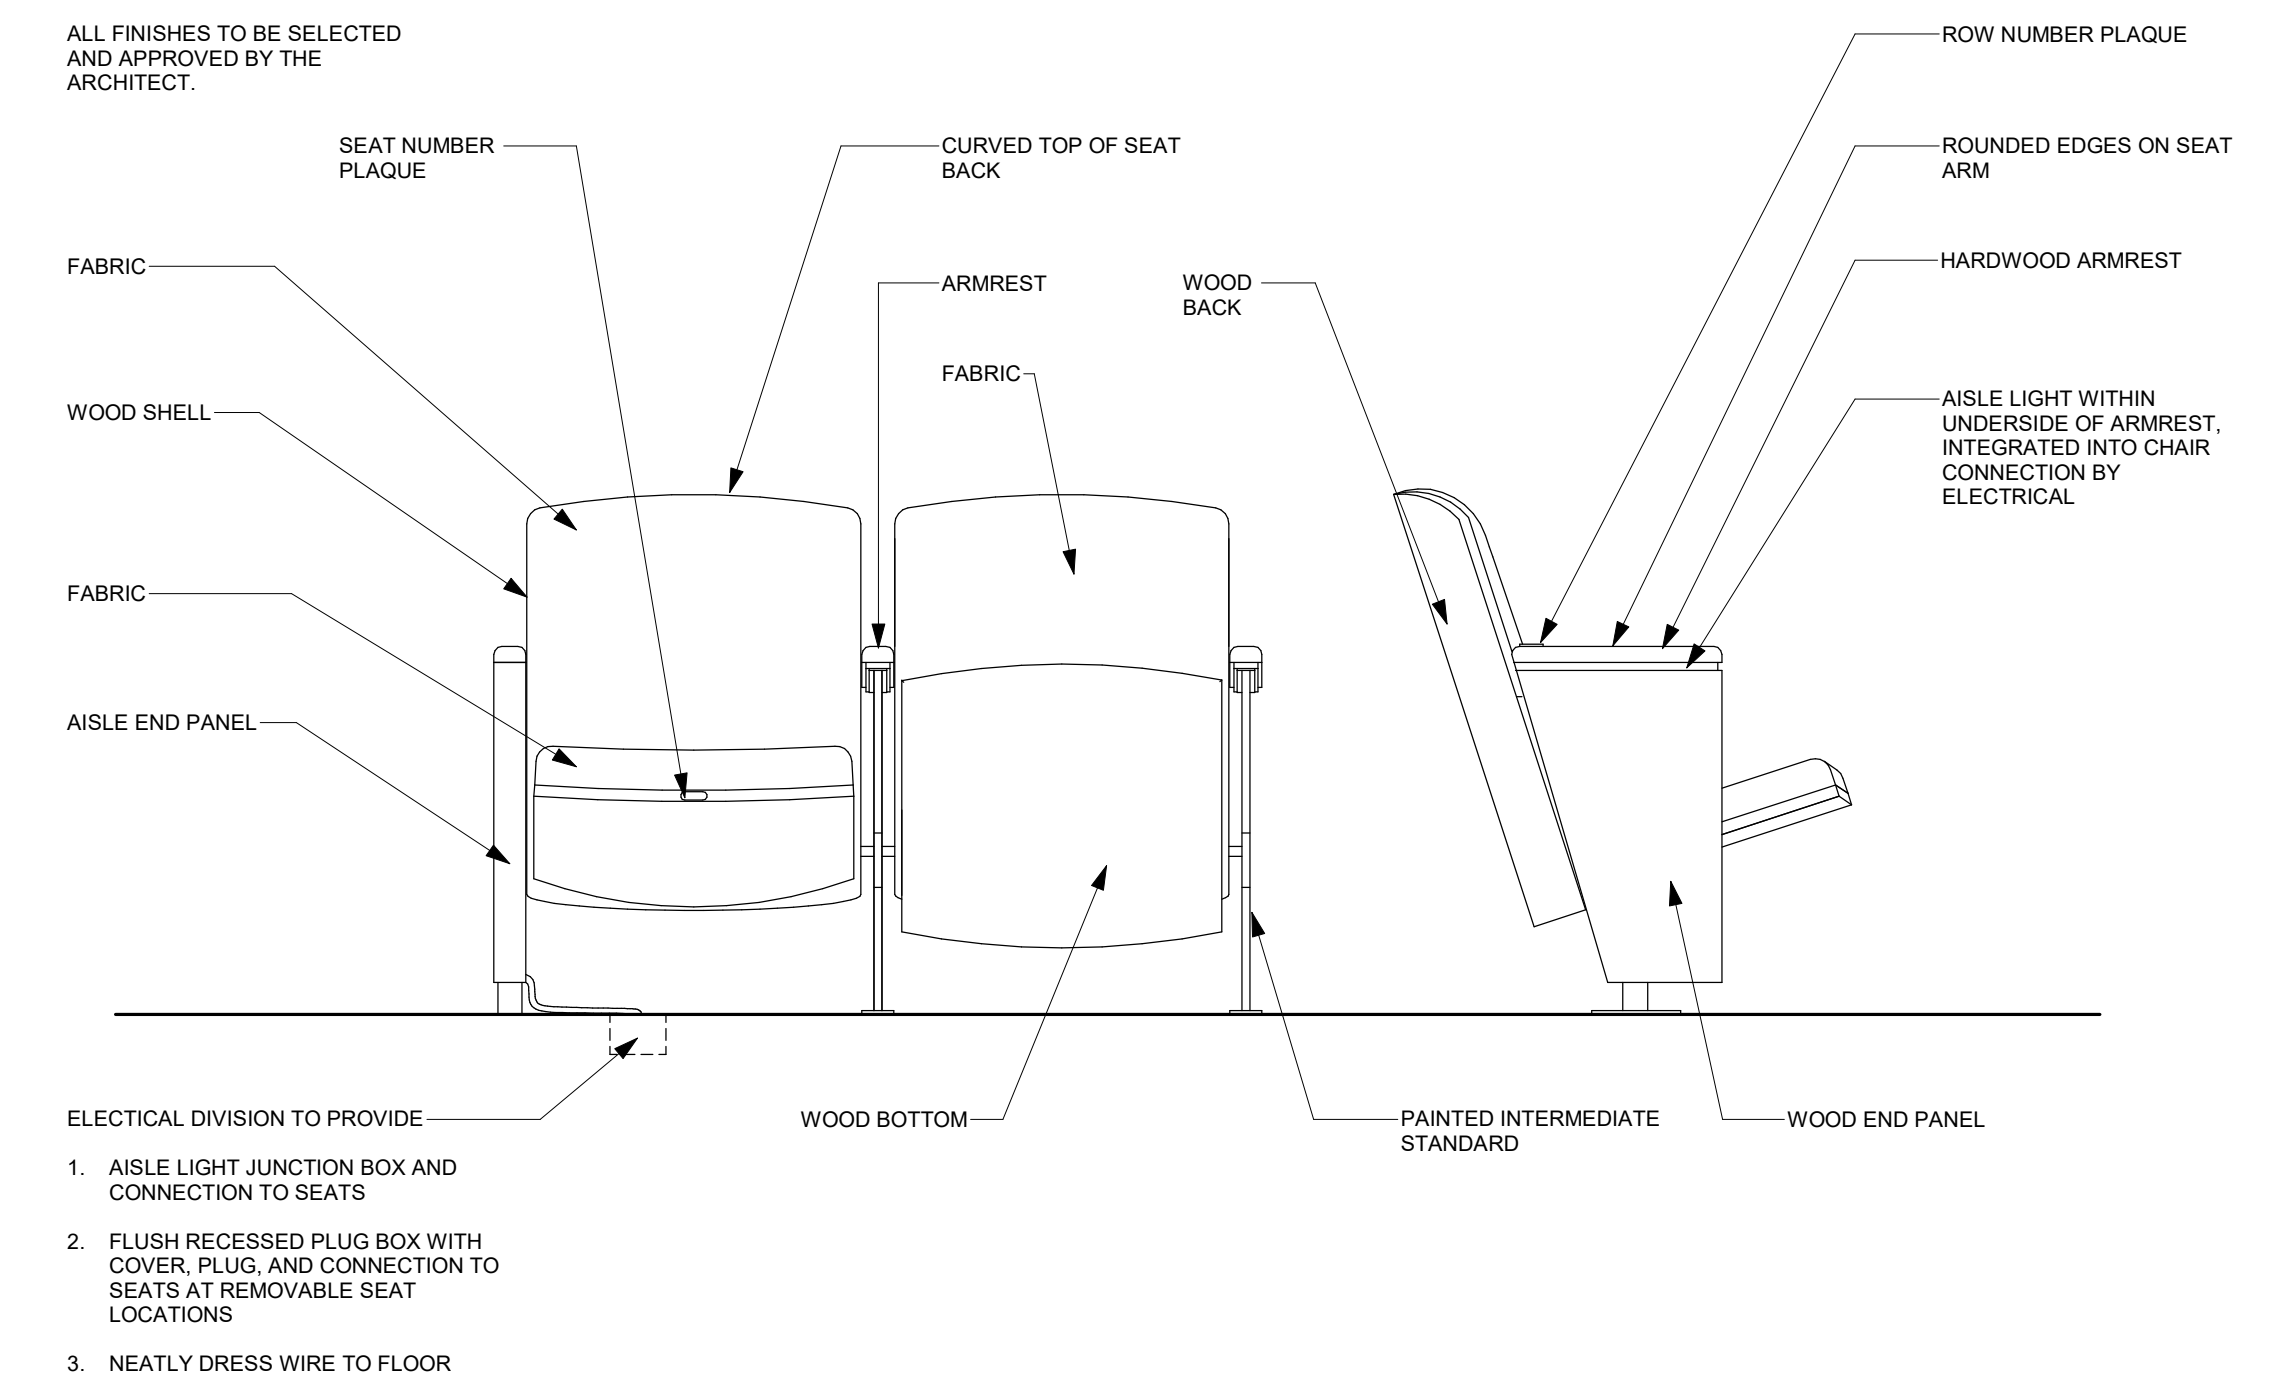 ALL FINISHES TO BE SELECTED
AND APPROVED BY THE
ARCHITECT.
SEAT NUMBER
PLAQUE
CURVED TOP OF SEAT
BACK
ROW NUMBER PLAQUE
ROUNDED EDGES ON SEAT
ARM
FABRIC
ARMREST
WOOD
BACK
HARDWOOD ARMREST
FABRIC
WOOD SHELL
AISLE LIGHT WITHIN
UNDERSIDE OF ARMREST,
INTEGRATED INTO CHAIR
CONNECTION BY
ELECTRICAL
FABRIC
AISLE END PANEL
ELECTICAL DIVISION TO PROVIDE
WOOD BOTTOM
PAINTED INTERMEDIATE
STANDARD
WOOD END PANEL
1. AISLE LIGHT JUNCTION BOX AND
CONNECTION TO SEATS
2. FLUSH RECESSED PLUG BOX WITH
COVER, PLUG, AND CONNECTION TO
SEATS AT REMOVABLE SEAT
LOCATIONS
3. NEATLY DRESS WIRE TO FLOOR